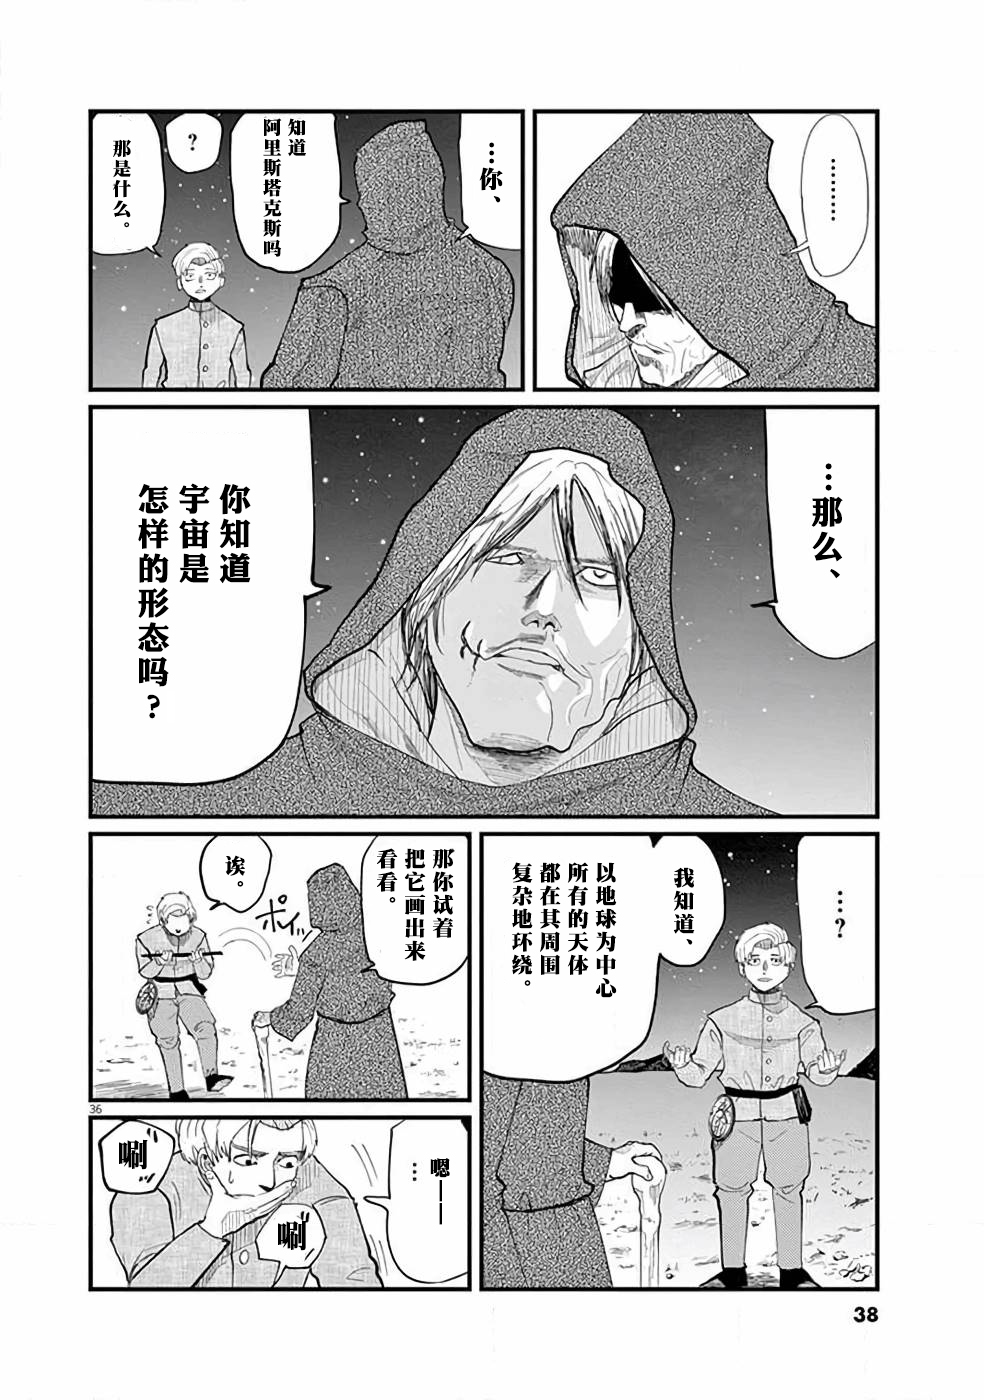 ………
…你、
知道
阿里斯塔克斯吗
？
那是什么。
…那么、
你知道
宇宙是
怎样的形态吗？
…？
我知道、
以地球为中心
所有的天体
都在其周围
复杂地环绕。
那你试着
把它画出来
看看。
ポイッ
诶。
36
嗯——
…
唰
唰
38